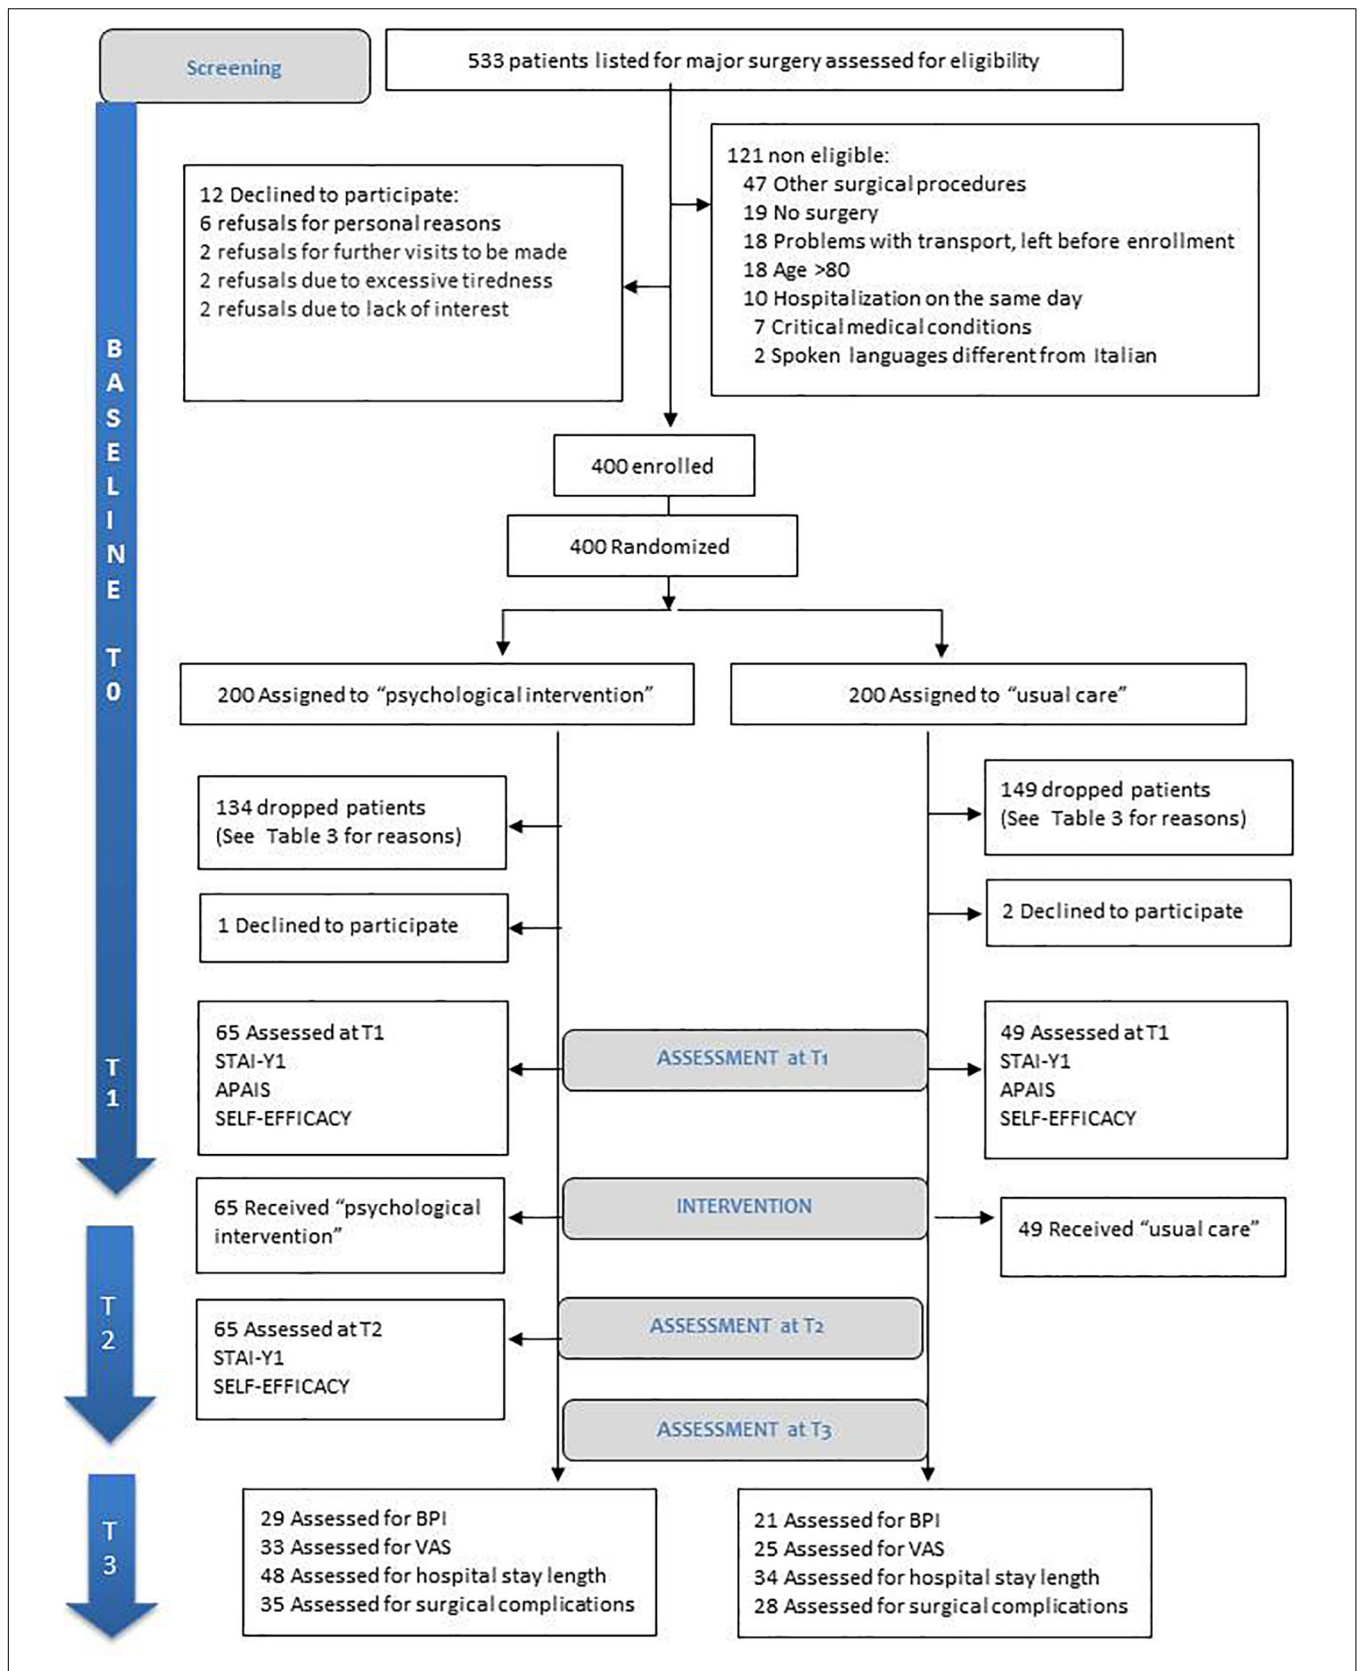 Screening
533 patients listed for major surgery assessed for eligibility
121 non eligible:
47 Other surgical procedures
19 No surgery
18 Problems with transport, left before enrollment
18 Age >80
10 Hospitalization on the same day
7 Critical medical conditions
2 Spoken languages different from Italian
12 Declined to participate:
6 refusals for personal reasons
2 refusals for further visits to be made
2 refusals due to excessive tiredness
2 refusals due to lack of interest
BASELINE T0
400 enrolled
400 Randomized
200 Assigned to “psychological intervention”
200 Assigned to “usual care”
134 dropped patients
(See Table 3 for reasons)
149 dropped patients
(See Table 3 for reasons)
1 Declined to participate
2 Declined to participate
T1
65 Assessed at T1
STAI-Y1
APAIS
SELF-EFFICACY
ASSESSMENT at T1
49 Assessed at T1
STAI-Y1
APAIS
SELF-EFFICACY
65 Received “psychological
intervention”
INTERVENTION
49 Received “usual care”
T2
65 Assessed at T2
STAI-Y1
SELF-EFFICACY
ASSESSMENT at T2
ASSESSMENT at T3
T3
29 Assessed for BPI
33 Assessed for VAS
48 Assessed for hospital stay length
35 Assessed for surgical complications
21 Assessed for BPI
25 Assessed for VAS
34 Assessed for hospital stay length
28 Assessed for surgical complications